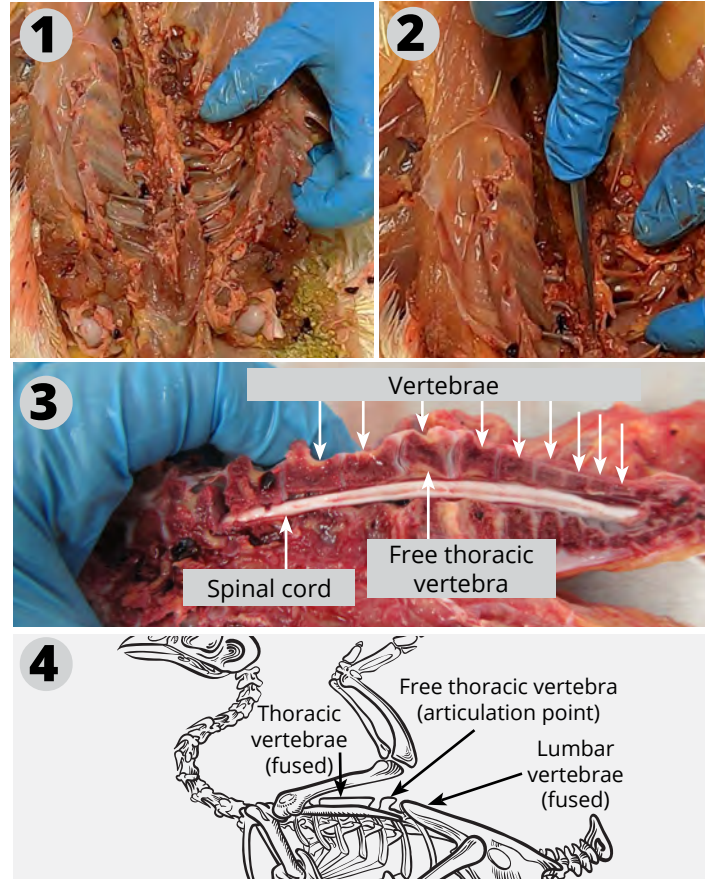 1
2
3
Vertebrae
Spinal cord
Free thoracic
vertebra
4
Free thoracic vertebra
(articulation point)
Thoracic
vertebrae
(fused)
Lumbar
vertebrae
(fused)